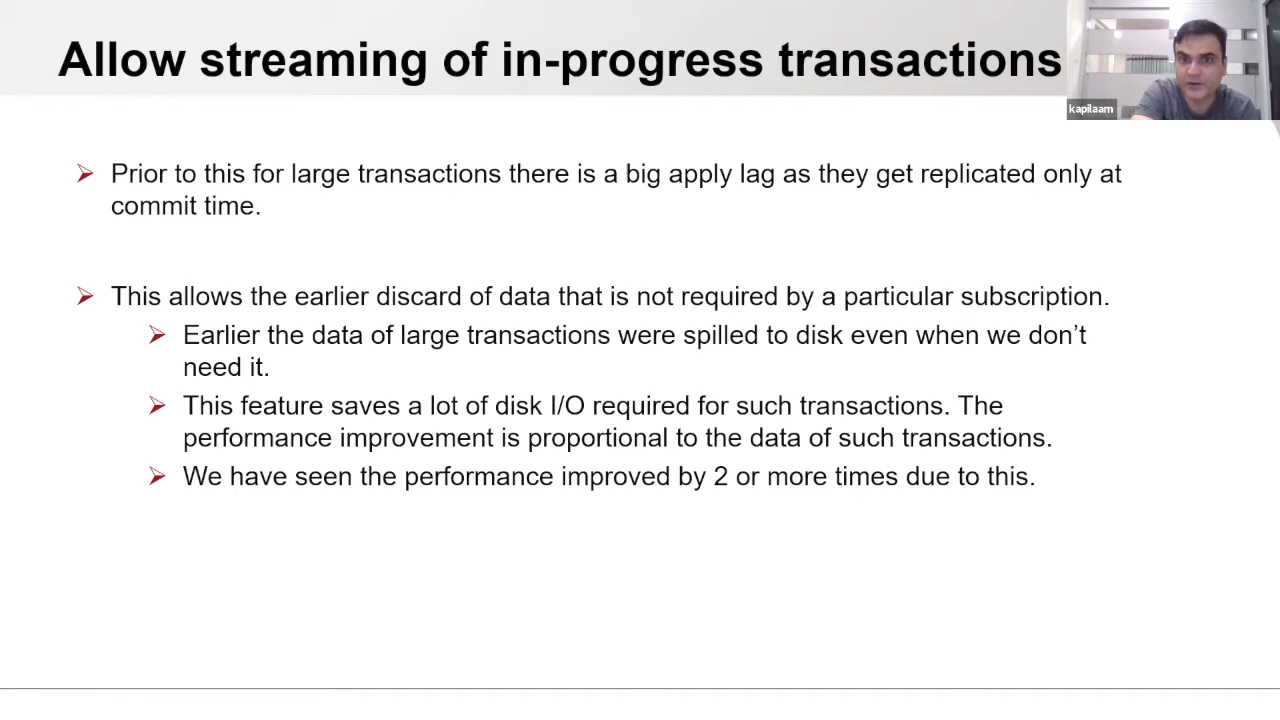 Allow streaming of in-progress transactions
kapilaam
➢ Prior to this for large transactions there is a big apply lag as they get replicated only at
commit time.
➢ This allows the earlier discard of data that is not required by a particular subscription.
➢ Earlier the data of large transactions were spilled to disk even when we don’t
need it.
➢ This feature saves a lot of disk I/O required for such transactions. The
performance improvement is proportional to the data of such transactions.
➢ We have seen the performance improved by 2 or more times due to this.